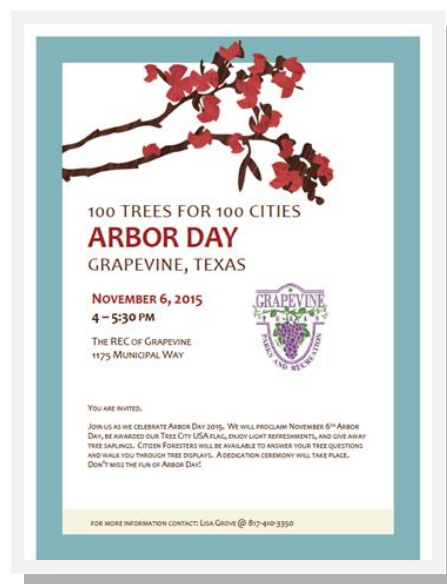 100 TREES FOR 100 CITIES
ARBOR DAY
GRAPEVINE, TEXAS
NOVEMBER 6, 2015
4 – 5:30 PM
THE REC OF GRAPEVINE
1175 MUNICIPAL WAY
GRAPEVINE
TEXAS
PARKS AND RECREATION
YOU ARE INVITED.
JOIN US AS WE CELEBRATE ARBOR DAY 2015. WE WILL PROCLAIM NOVEMBER 6TH ARBOR
DAY, BE AWARDED OUR TREE CITY USA FLAG, ENJOY LIGHT REFRESHMENTS, AND GIVE AWAY
TREE SAPLINGS. CITIZEN FORESTERS WILL BE AVAILABLE TO ANSWER YOUR TREE QUESTIONS
AND WALK YOU THROUGH TREE DISPLAYS. A DEDICATION CEREMONY WILL TAKE PLACE.
DON'T MISS THE FUN OF ARBOR DAY!
FOR MORE INFORMATION CONTACT: LISA GROVE @ 817-410-3350